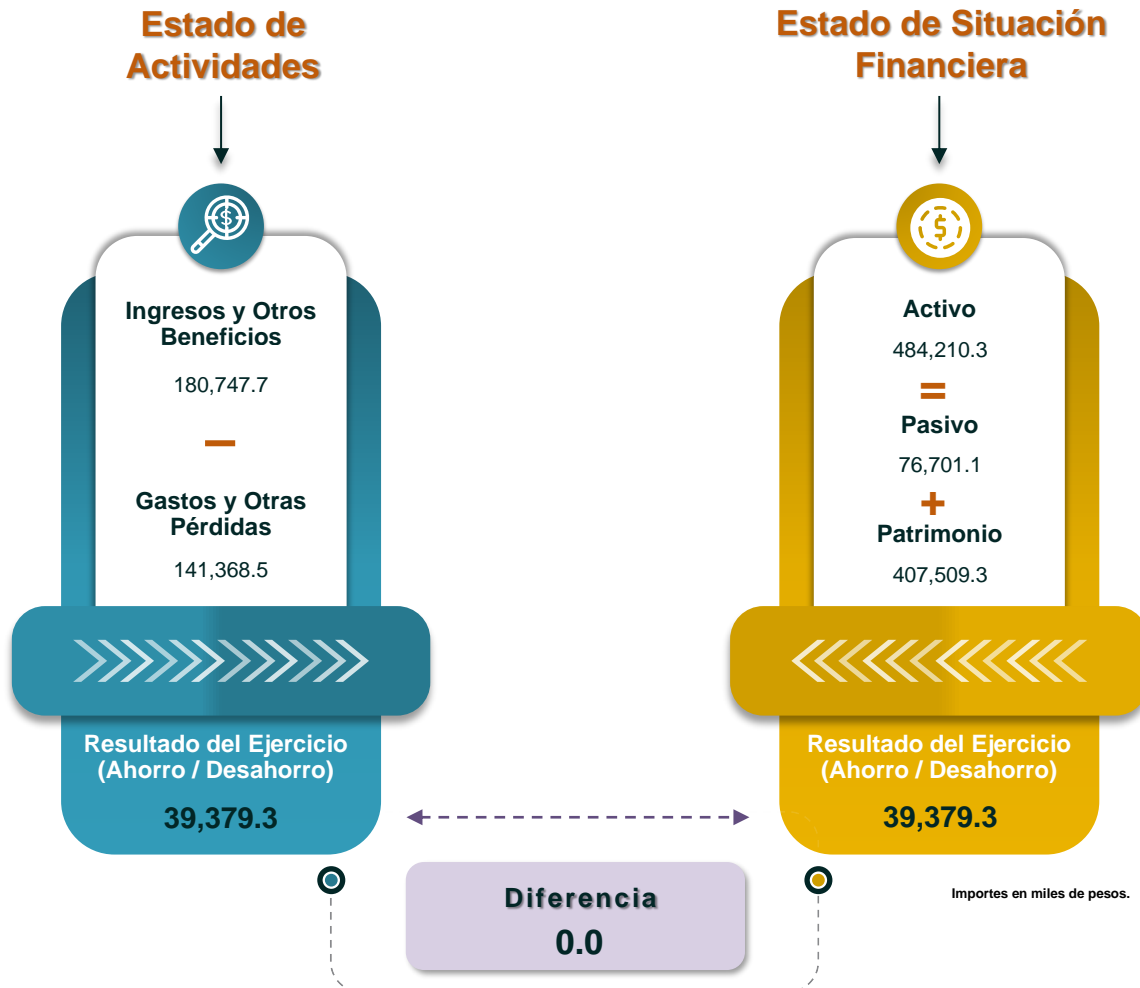 Estado de
Actividades
Ingresos y Otros
Beneficios
180,747.7
−
Gastos y Otras
Pérdidas
141,368.5
Resultado del Ejercicio
(Ahorro / Desahorro)
39,379.3
Estado de Situación
Financiera
$
Activo
484,210.3
=
Pasivo
76,701.1
+
Patrimonio
407,509.3
Resultado del Ejercicio
(Ahorro / Desahorro)
39,379.3
Diferencia
0.0
Importes en miles de pesos.